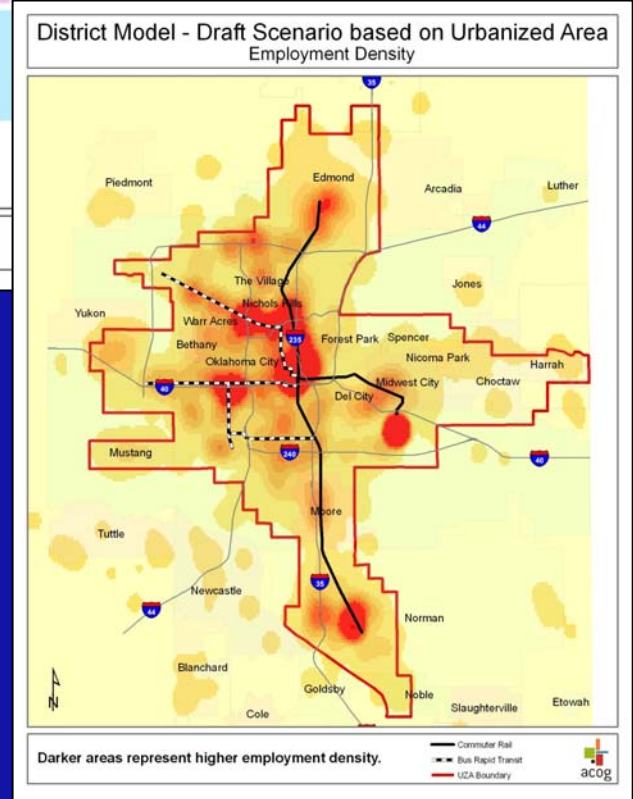 District Model - Draft Scenario based on Urbanized Area
Employment Density
35
Edmond
Piedmont
Arcadia
Luther
44
The Village
Jones
Nichols Hills
Yukon
Warr Acres
235
Forest Park
Spencer
Bethany
Nicoma Park
Oklahoma City
Harrah
40
Midwest City
Choctaw
Del City
Mustang
240
40
Moore
Tuttle
35
Newcastle
44
Norman
Blanchard
Goldsby
Noble
Slaughterville
Etowah
N
Cole
Darker areas represent higher employment density.
Commuter Rail
Bus Rapid Transit
UZA Boundary
acog